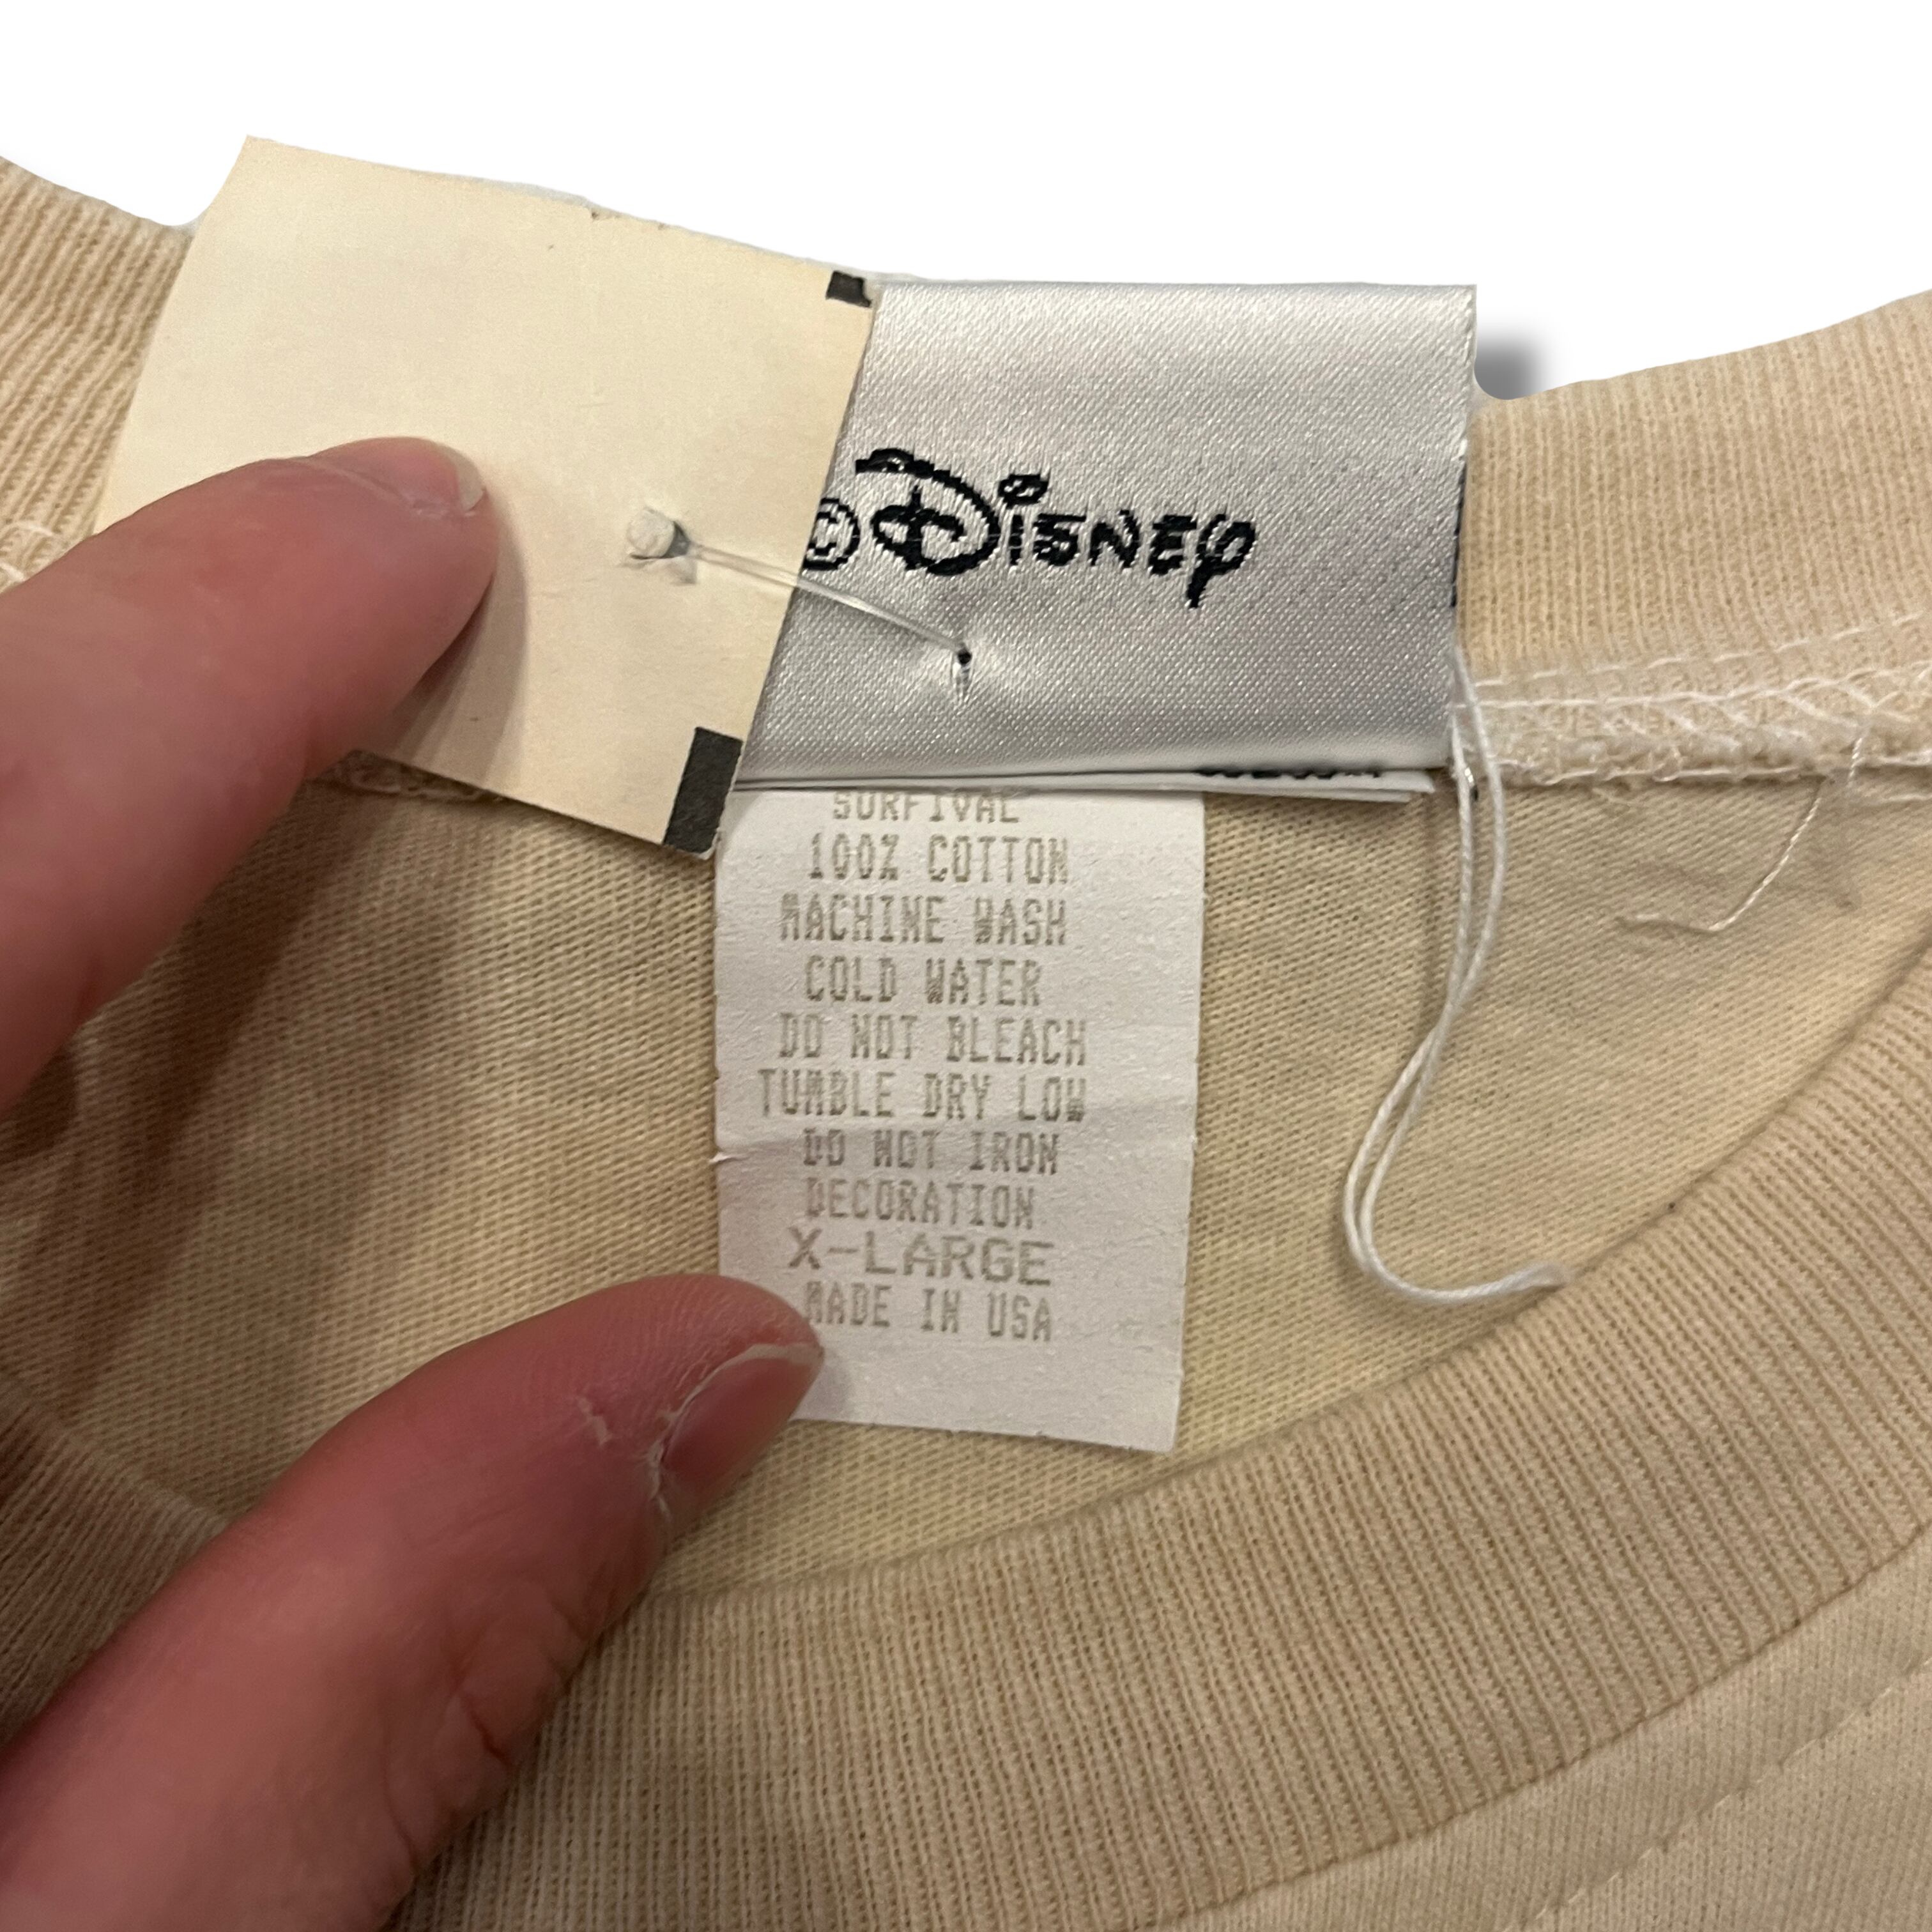 ©Disney
SURFIVAL
100% COTTON
MACHINE WASH
COLD WATER
DO NOT BLEACH
TUMBLE DRY LOW
DO NOT IRON
DECORATION
X-LARGE
MADE IN USA